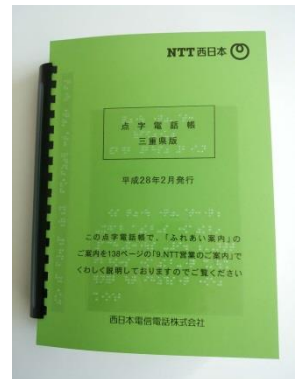 NTT西日本
点字電話帳
三重県版
平成28年2月発行
この点字電話帳で、「ふれあい案内」の
ご案内を138ページの「9.NTT営業のご案内」で
くわしく説明しておりますのでご覧ください
西日本電信電話株式会社